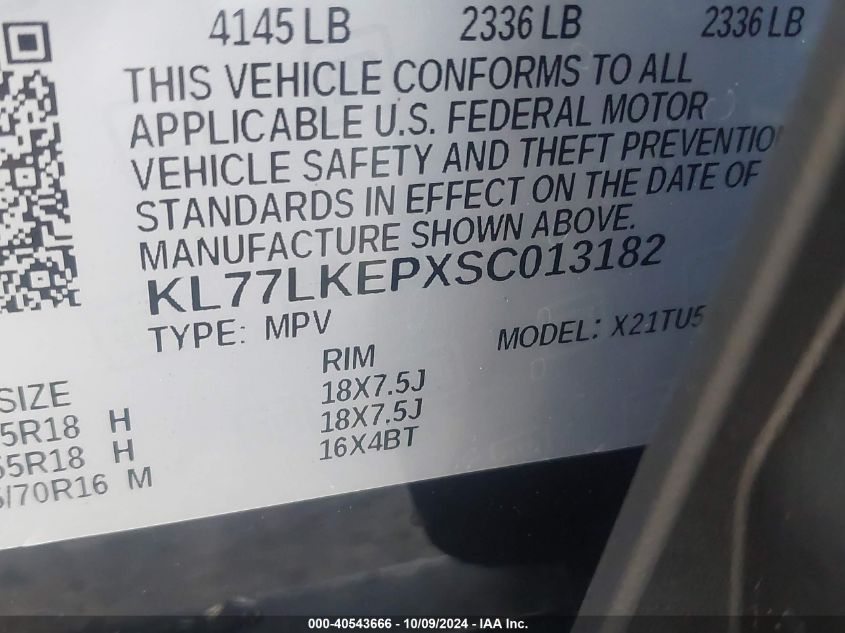 4145 LB 2336 LB 2336 LB
THIS VEHICLE CONFORMS TO ALL
APPLICABLE U.S. FEDERAL MOTOR
VEHICLE SAFETY AND THEFT PREVENTIO
STANDARDS IN EFFECT ON THE DATE OF
MANUFACTURE SHOWN ABOVE.
KL77LKEPXSC013182
TYPE: MPV MODEL: X21TU5
SIZE RIM
5R18 H 18X7.5J
55R18 H 18X7.5J
/70R16 M 16X4BT
000-40543666 - 10/09/2024 - IAA Inc.